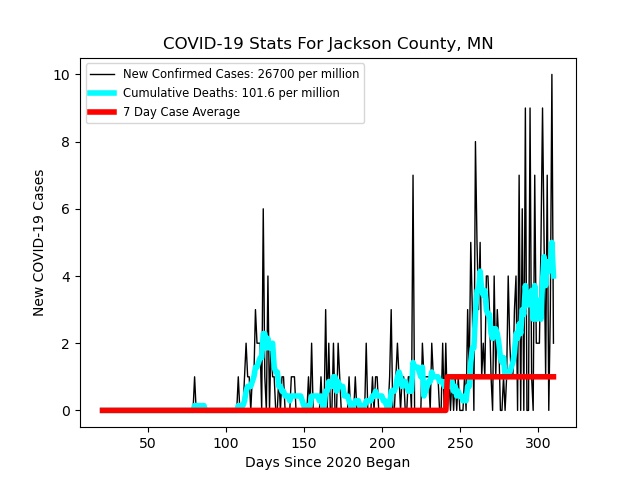 COVID-19 Stats For Jackson County, MN
New Confirmed Cases: 26700 per million
Cumulative Deaths: 101.6 per million
7 Day Case Average
New COVID-19 Cases
10
8
6
4
2
0
50 100 150 200 250 300
Days Since 2020 Began